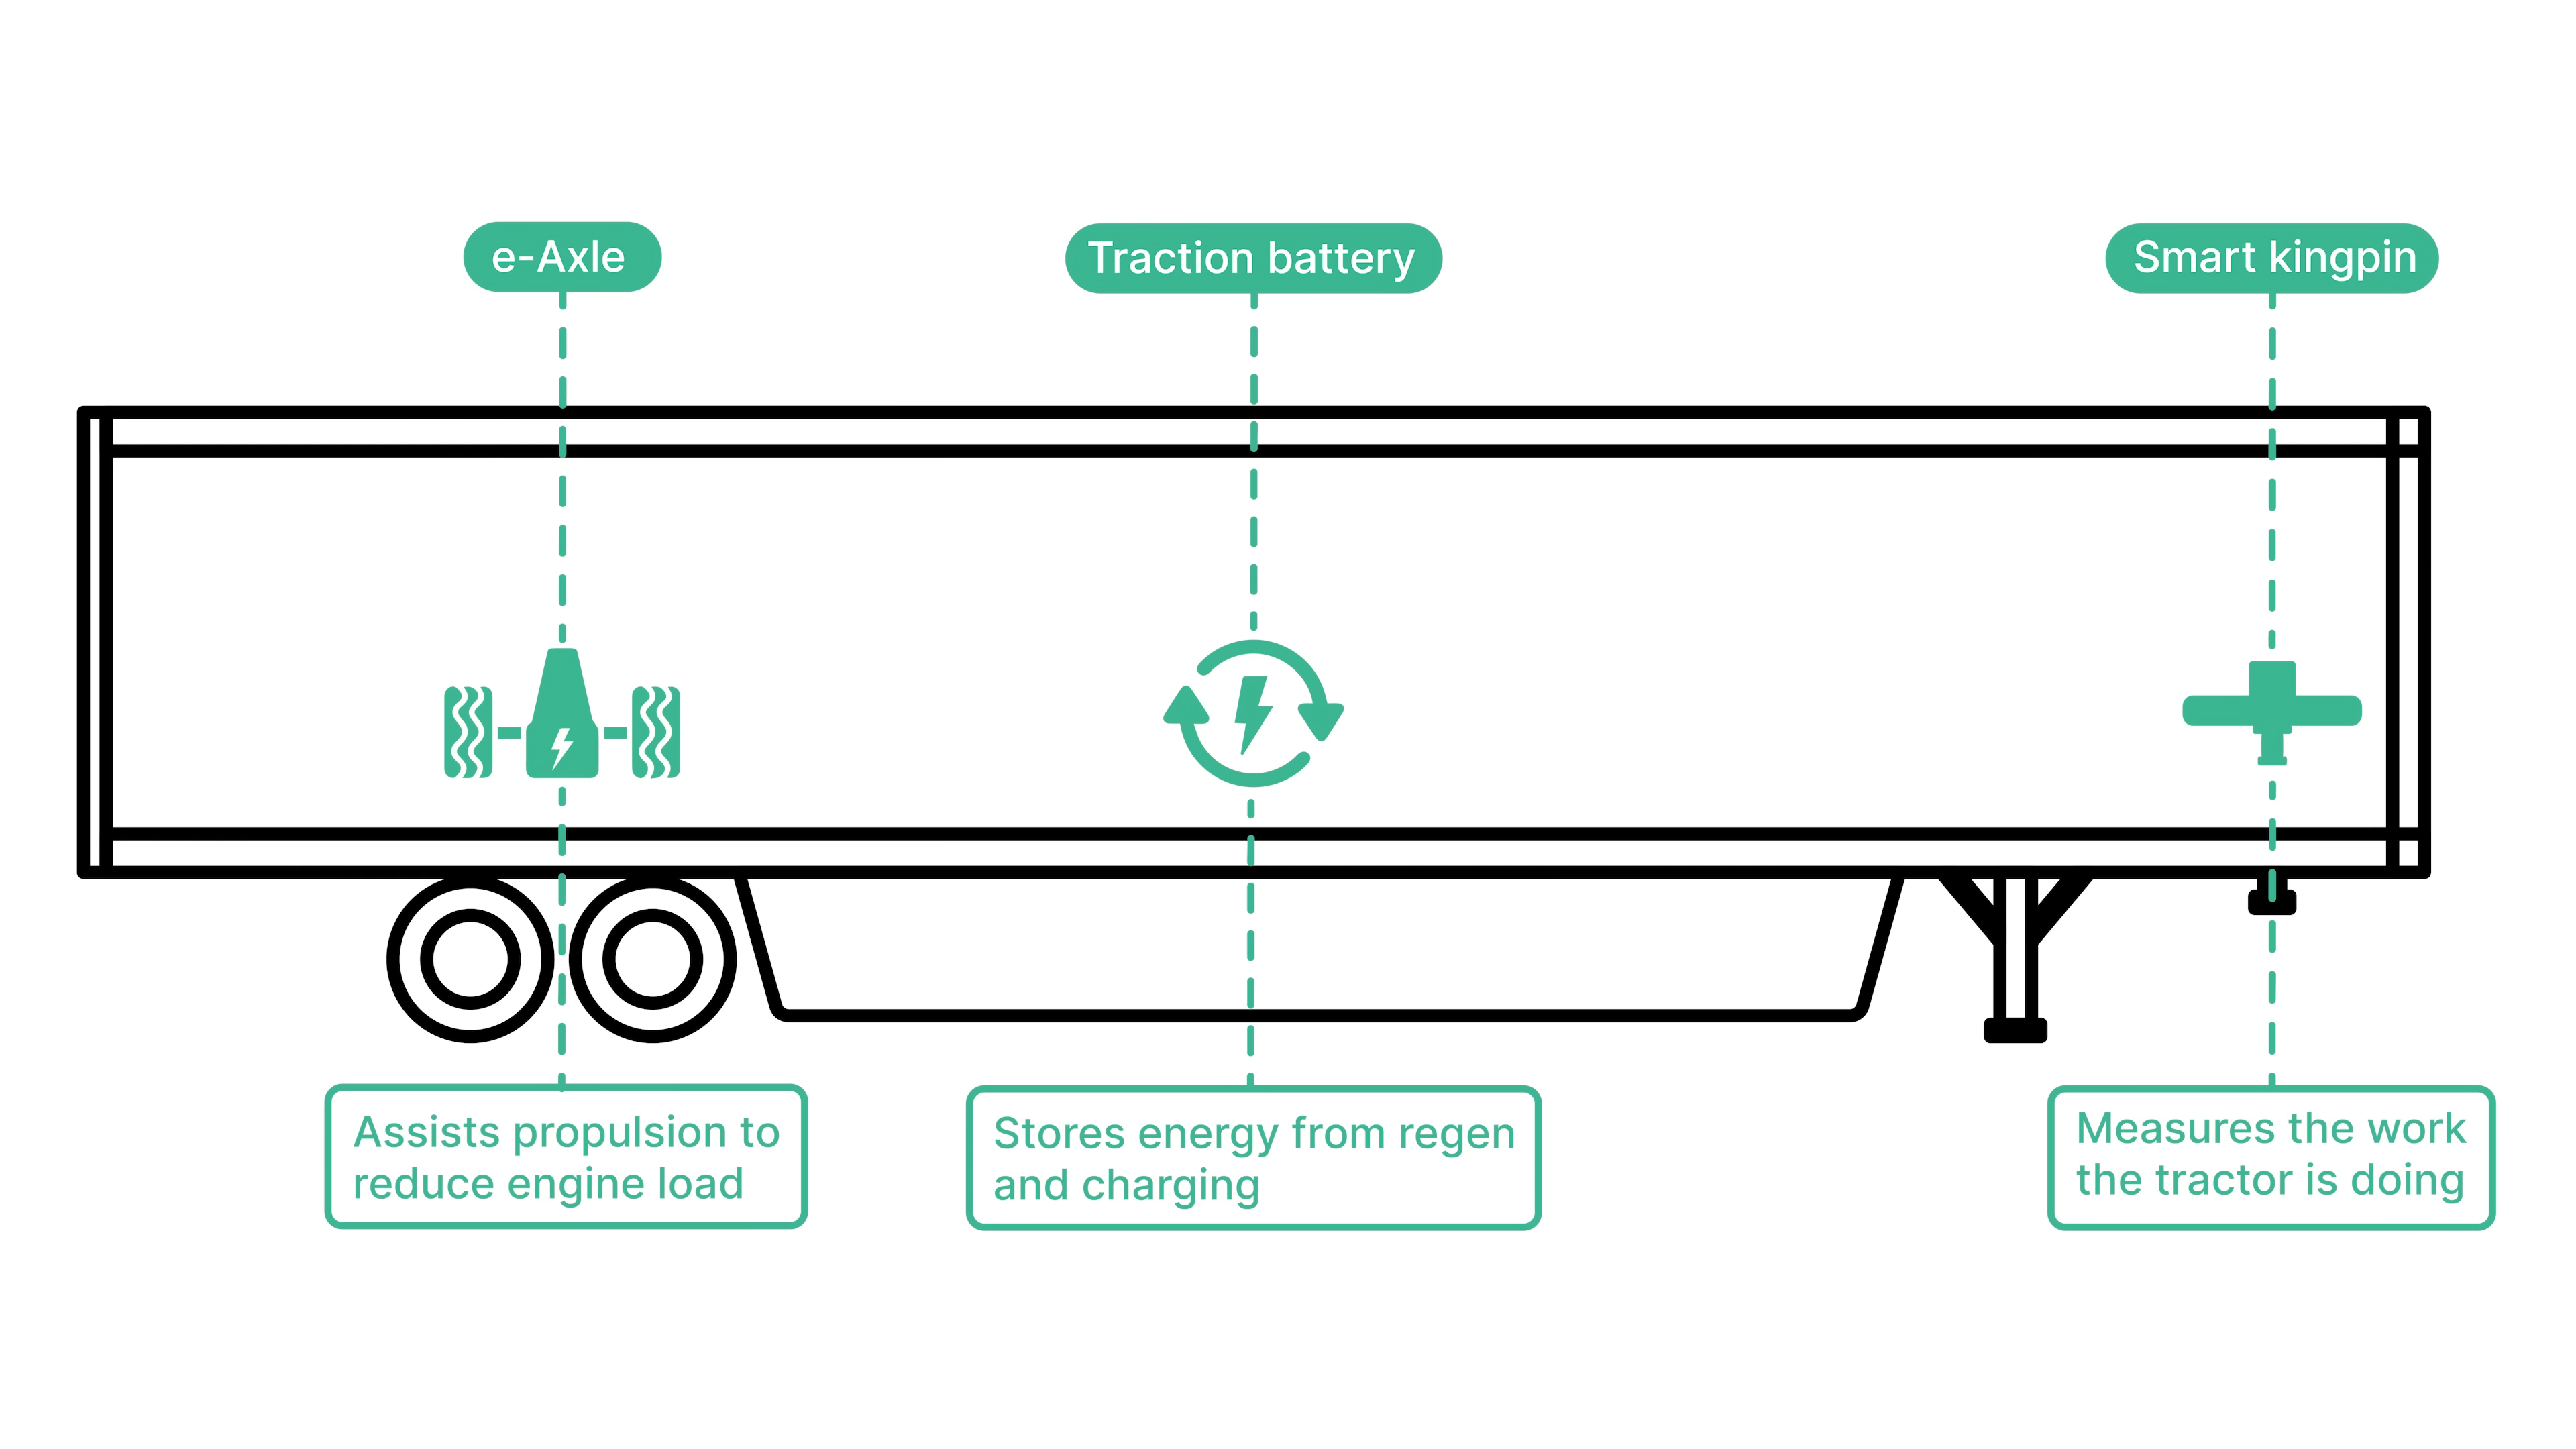 e-Axle
Traction battery
Smart kingpin
Assists propulsion to
reduce engine load
Stores energy from regen
and charging
Measures the work
the tractor is doing